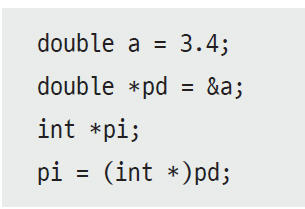 double a = 3.4;
double *pd = &a;
int *pi;
pi = (int *)pd;